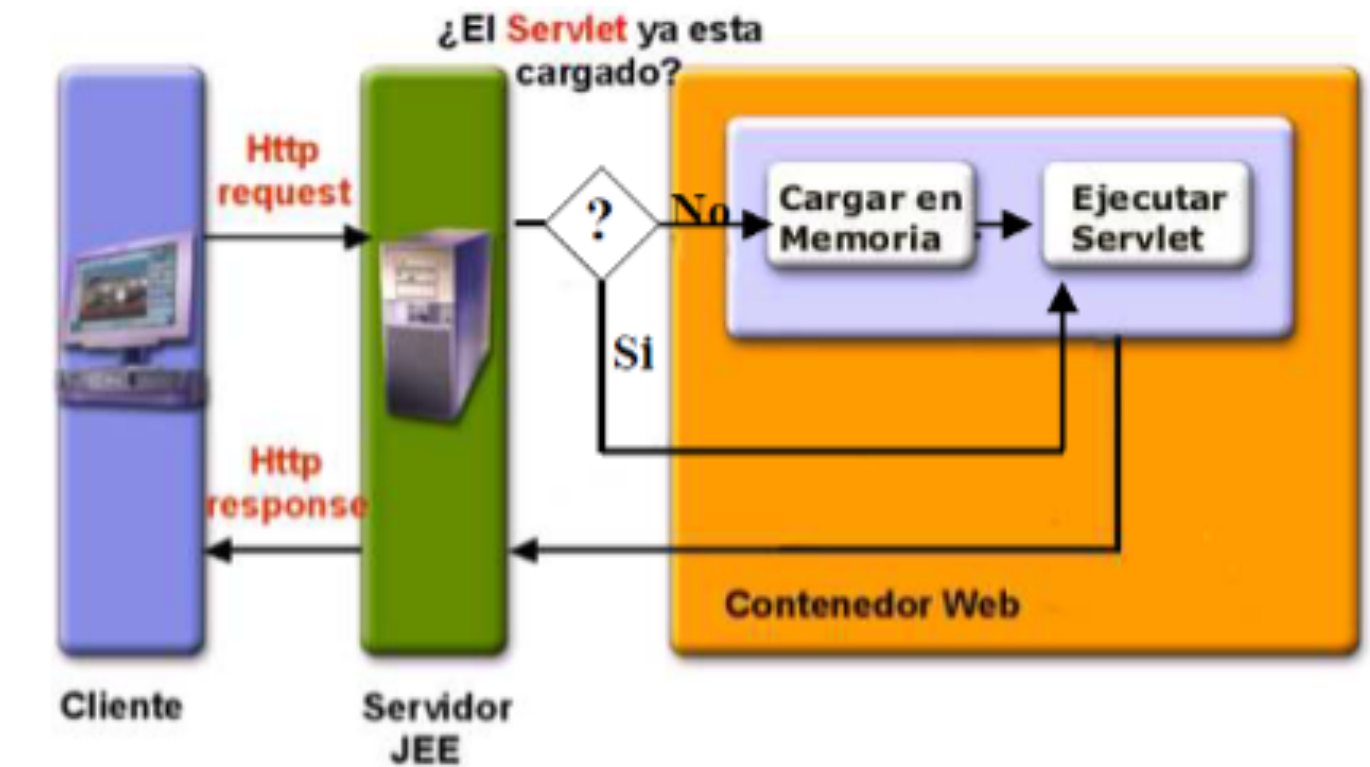 ¿El Servlet ya esta
cargado?
Http
request
?
No
Cargar en
Memoria
Ejecutar
Servlet
Si
Http
response
Contenedor Web
Cliente
Servidor
JEE